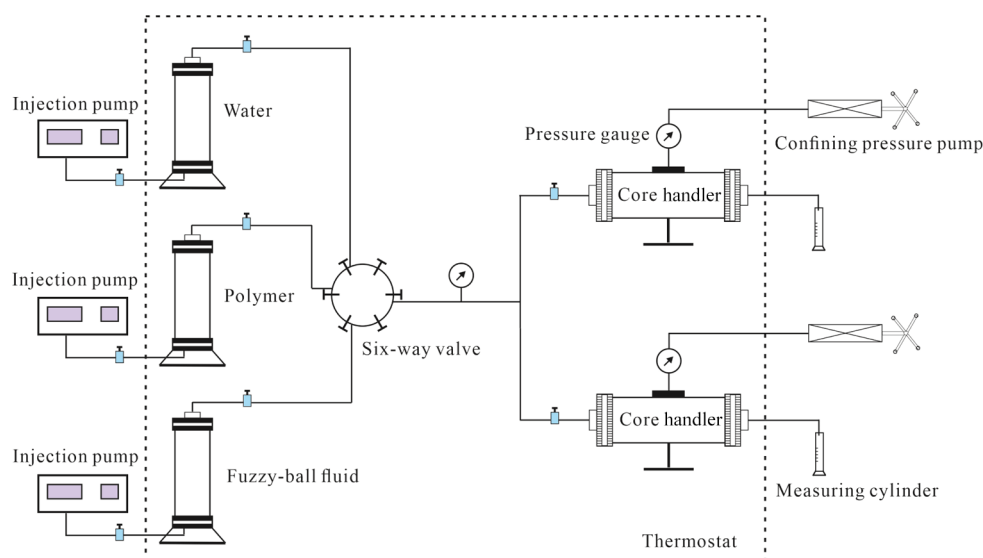 Injection pump
Water
Pressure gauge
Confining pressure pump
Core handler
Injection pump
Polymer
Six-way valve
Core handler
Injection pump
Fuzzy-ball fluid
Measuring cylinder
Thermostat